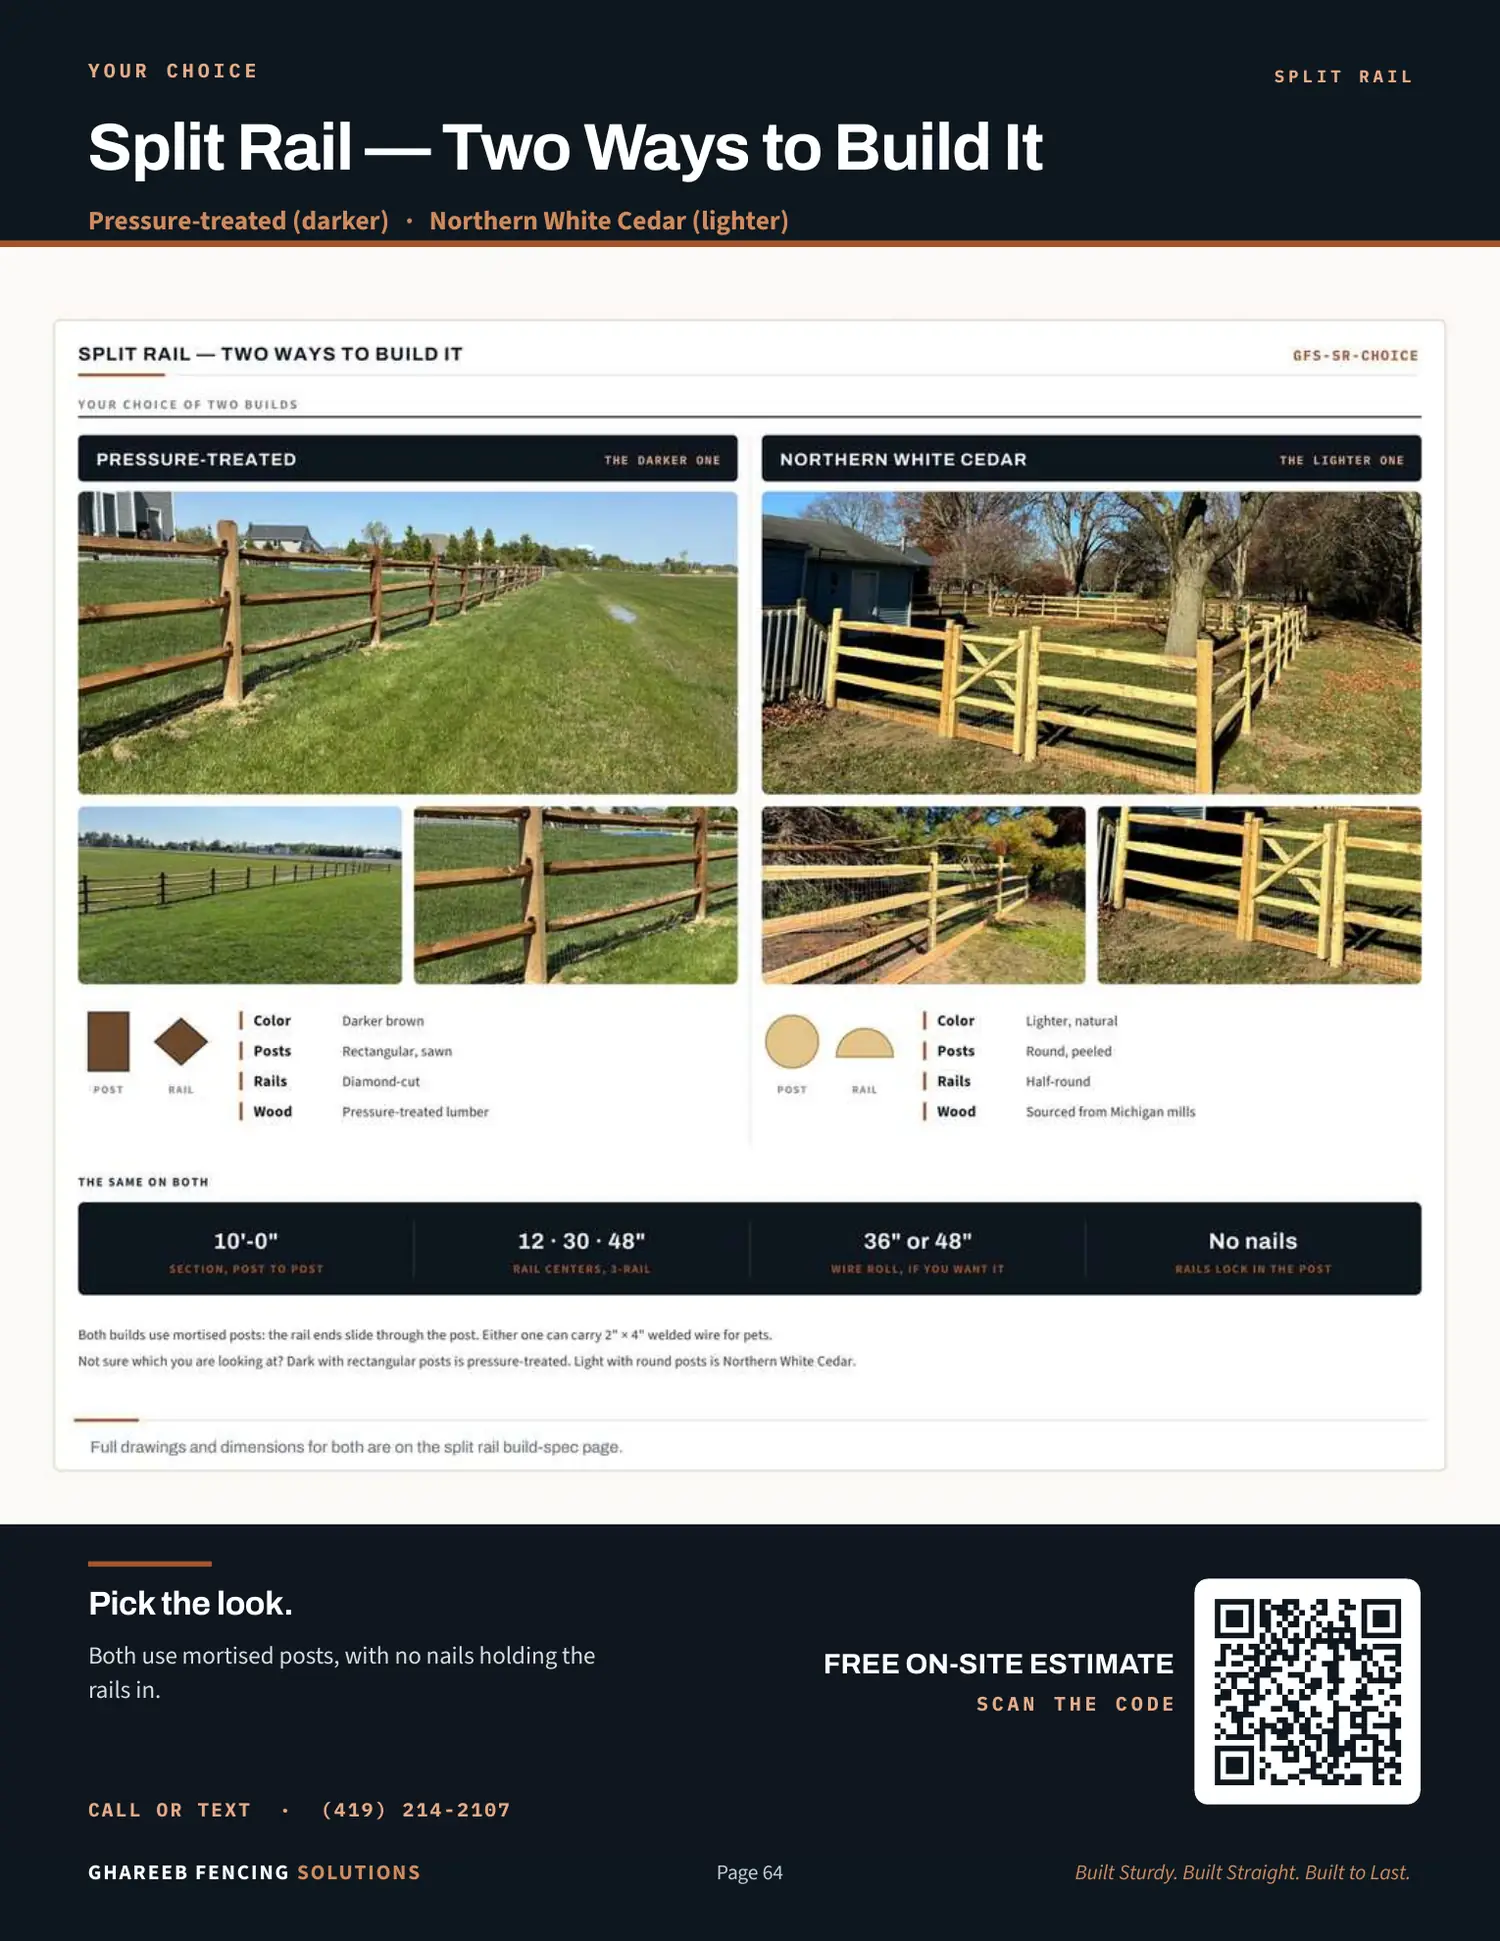 YOUR CHOICE
SPLIT RAIL
Split Rail — Two Ways to Build It
Pressure-treated (darker) · Northern White Cedar (lighter)
SPLIT RAIL — TWO WAYS TO BUILD IT
GFS-SR-CHOICE
YOUR CHOICE OF TWO BUILDS
PRESSURE-TREATED
THE DARKER ONE
NORTHERN WHITE CEDAR
THE LIGHTER ONE
POST
RAIL
Color Darker brown
Posts Rectangular, sawn
Rails Diamond-cut
Wood Pressure-treated lumber
POST
RAIL
Color Lighter, natural
Posts Round, peeled
Rails Half-round
Wood Sourced from Michigan mills
THE SAME ON BOTH
10'-0"
SECTION, POST TO POST
12 · 30 · 48"
RAIL CENTERS, 3-RAIL
36" or 48"
WIRE ROLL, IF YOU WANT IT
No nails
RAILS LOCK IN THE POST
Both builds use mortised posts: the rail ends slide through the post. Either one can carry 2" × 4" welded wire for pets.
Not sure which you are looking at? Dark with rectangular posts is pressure-treated. Light with round posts is Northern White Cedar.
Full drawings and dimensions for both are on the split rail build-spec page.
Pick the look.
Both use mortised posts, with no nails holding the
rails in.
FREE ON-SITE ESTIMATE
SCAN THE CODE
CALL OR TEXT · (419) 214-2107
GHAREEB FENCING SOLUTIONS
Page 64
Built Sturdy. Built Straight. Built to Last.